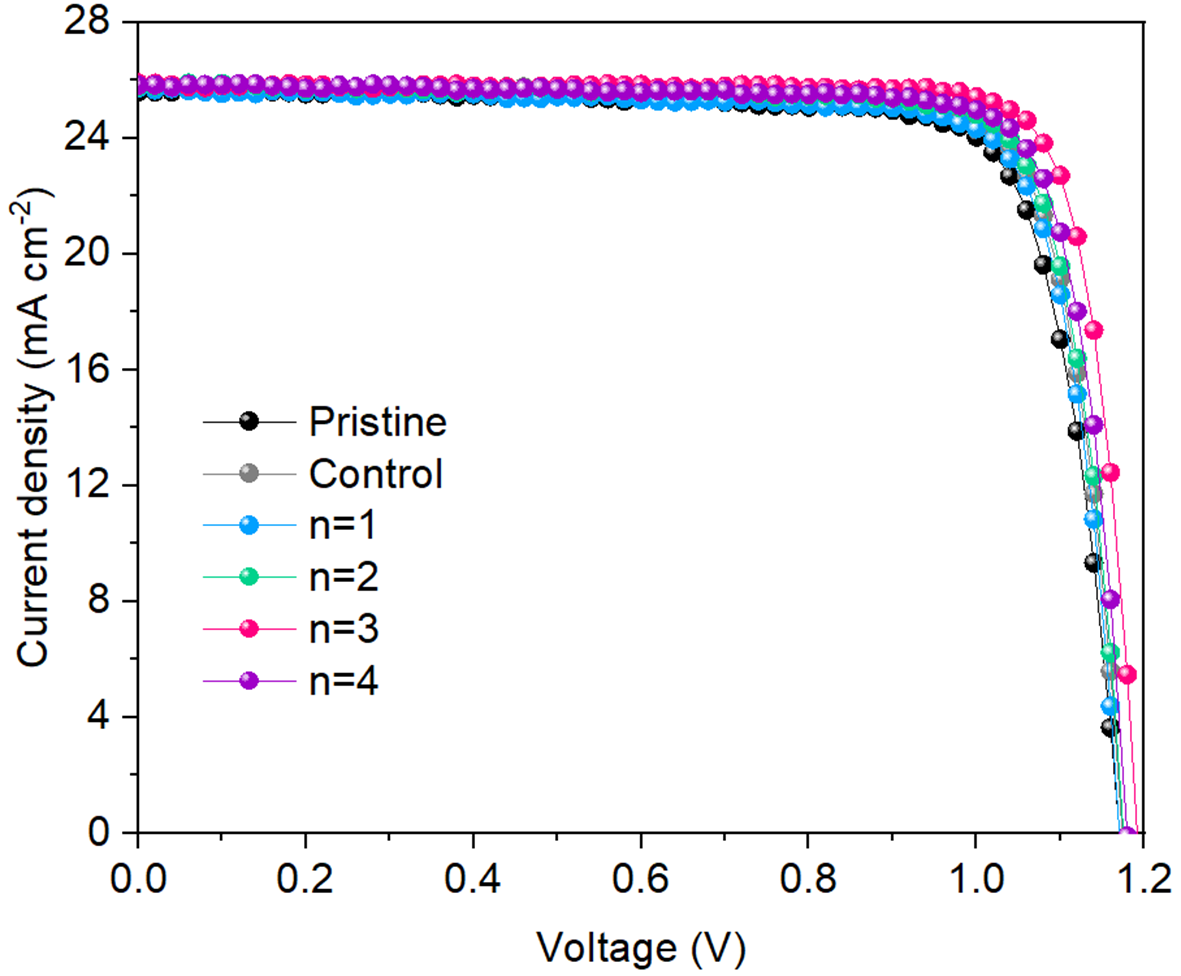 28
24
20
16
12
8
4
0
Current density (mA cm-2)
Pristine
Control
n=1
n=2
n=3
n=4
0.0 0.2 0.4 0.6 0.8 1.0 1.2
Voltage (V)